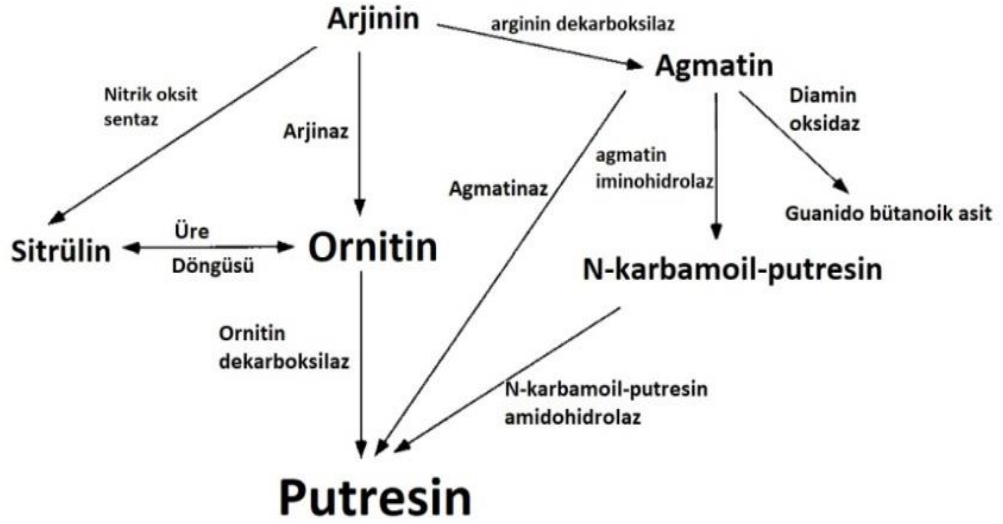 Arjinin
arginin dekarboksilaz
Agmatin
Nitrik oksit
sentaz
Arjinaz
Diamin
oksidaz
agmatin
iminohidrolaz
Agmatinaz
Guanido bütanoik asit
Sitrülin
Üre
Döngüsü
Ornitin
N-karbamoil-putresin
Ornitin
dekarboksilaz
N-karbamoil-putresin
amidohidrolaz
Putresin